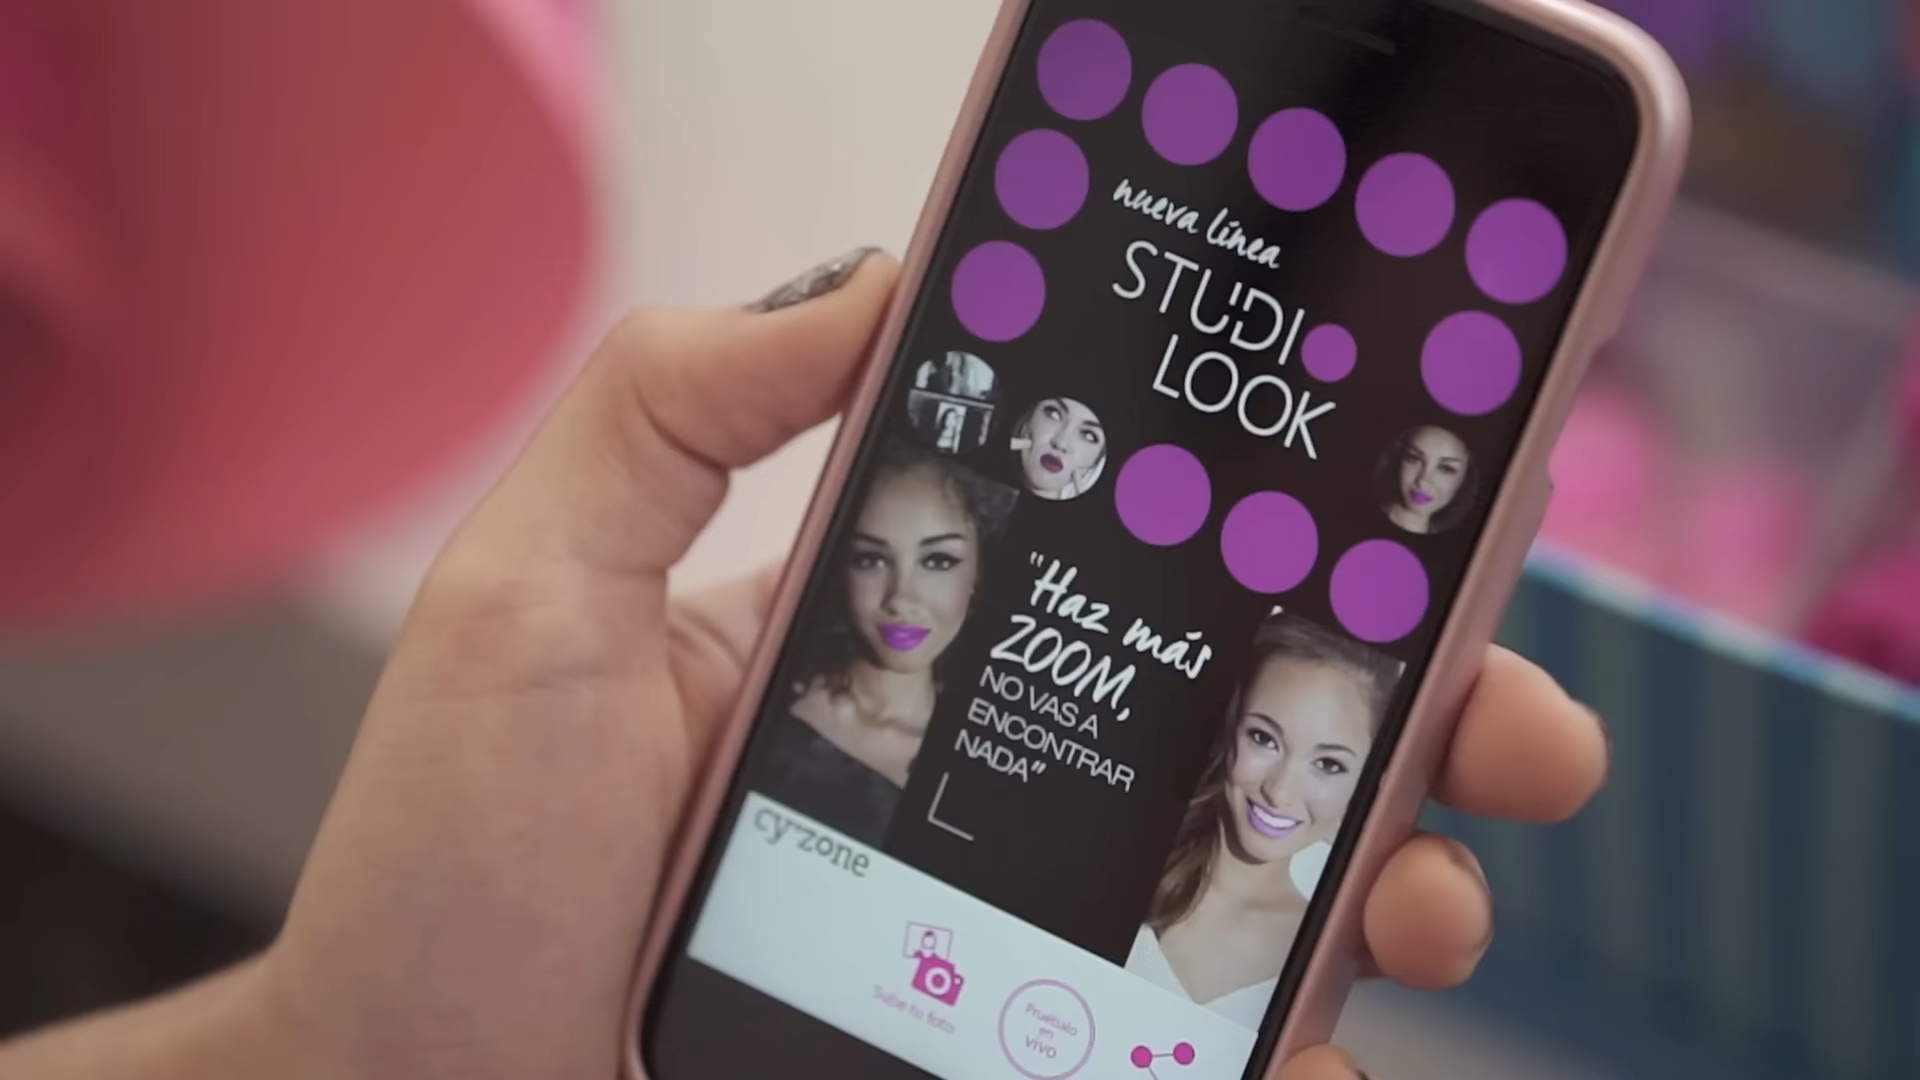 nueva línea
STUDIO
LOOK
"Haz más
ZOOM,
NO VAS A
ENCONTRAR
NADA"
cy°zone
Sube tu foto
Pruébalo
en
vivo